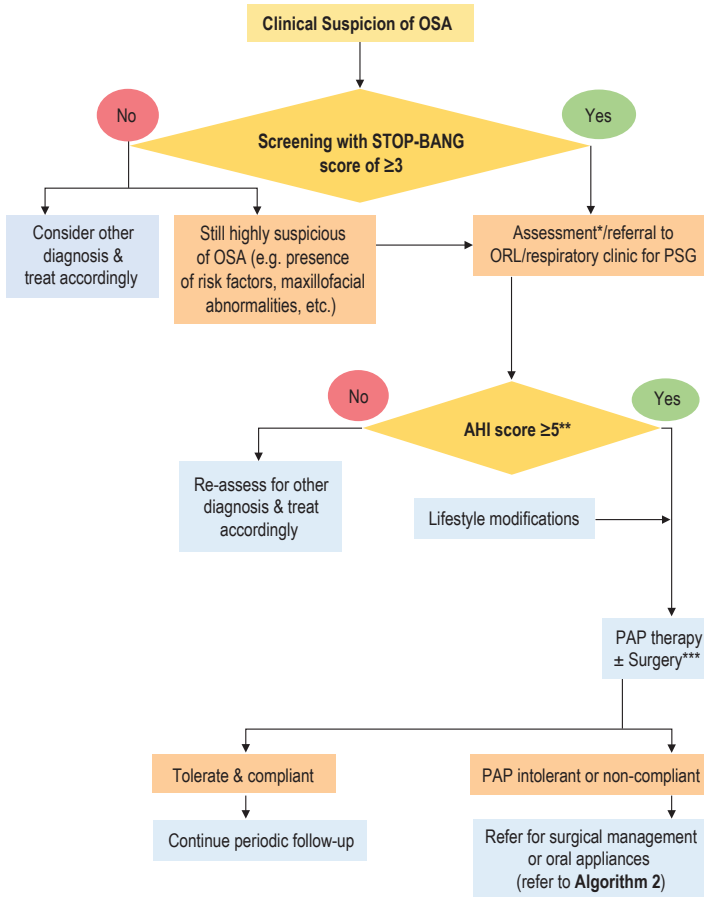 Clinical Suspicion of OSA
No
Yes
Screening with STOP-BANG
score of ≥3
Consider other
diagnosis &
treat accordingly
Still highly suspicious
of OSA (e.g. presence
of risk factors, maxillofacial
abnormalities, etc.)
Assessment*/referral to
ORL/respiratory clinic for PSG
No
Yes
AHI score ≥5**
Re-assess for other
diagnosis & treat
accordingly
Lifestyle modifications
PAP therapy
± Surgery***
Tolerate & compliant
PAP intolerant or non-compliant
Continue periodic follow-up
Refer for surgical management
or oral appliances
(refer to Algorithm 2)